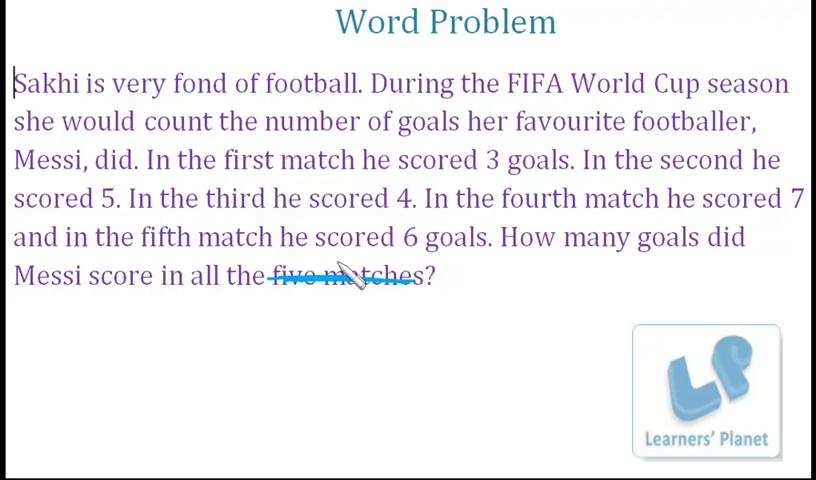 Word Problem
Sakhi is very fond of football. During the FIFA World Cup season
she would count the number of goals her favourite footballer,
Messi, did. In the first match he scored 3 goals. In the second he
scored 5. In the third he scored 4. In the fourth match he scored 7
and in the fifth match he scored 6 goals. How many goals did
Messi score in all the five matches?
LP
Learners' Planet